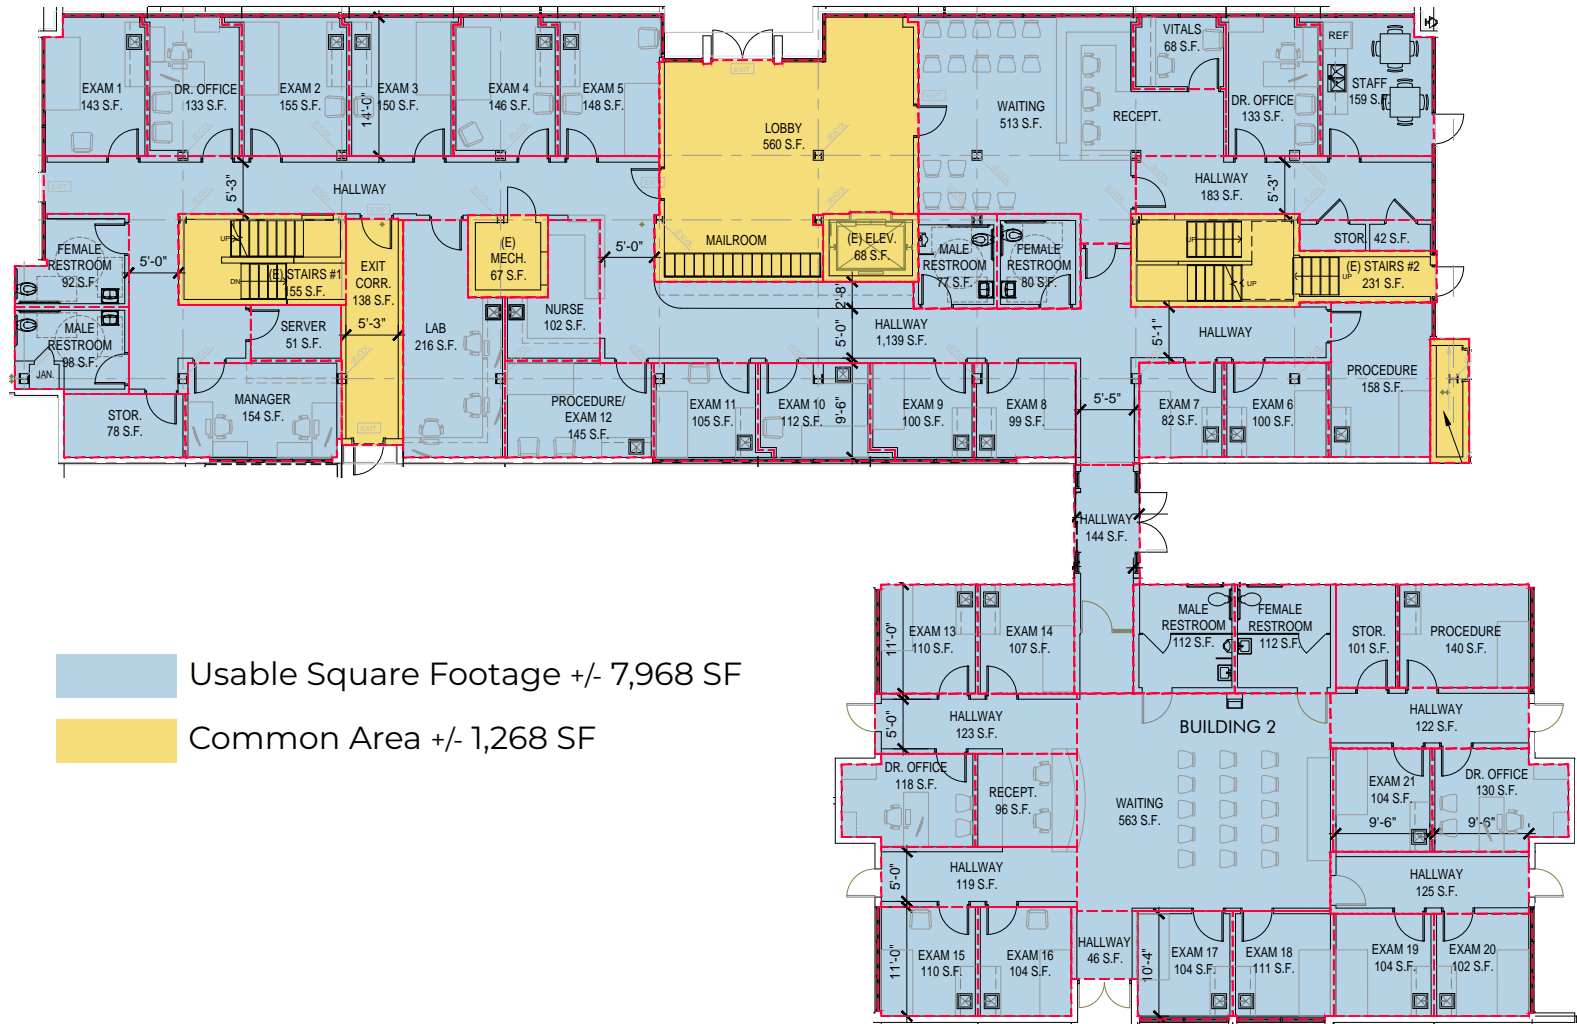 EXAM 1
143 S.F.
DR. OFFICE
133 S.F.
EXAM 2
155 S.F.
EXAM 3
150 S.F.
14'-0"
EXAM 4
146 S.F.
EXAM 5
148 S.F.
EXIT
LOBBY
560 S.F.
WAITING
513 S.F.
RECEPT.
VITALS
68 S.F.
DR. OFFICE
133 S.F.
REF
STAFF
159 S.F.
EXIT
HALLWAY
5'-3"
EXIT
EXIT
HALLWAY
183 S.F.
5'-3"
STOR.
42 S.F.
FEMALE
RESTROOM
92 S.F.
5'-0"
UP
DN
(E) STAIRS #1
155 S.F.
EXIT
CORR.
138 S.F.
5'-3"
(E)
MECH.
67 S.F.
5'-0"
MAILROOM
(E) ELEV.
68 S.F.
MALE
RESTROOM
77 S.F.
FEMALE
RESTROOM
80 S.F.
UP
UP
UP
(E) STAIRS #2
231 S.F.
MALE
RESTROOM
98 S.F.
JAN.
SERVER
51 S.F.
LAB
216 S.F.
NURSE
102 S.F.
2'-8"
5'-0"
HALLWAY
1,139 S.F.
5'-1"
HALLWAY
STOR.
78 S.F.
MANAGER
154 S.F.
EXIT
PROCEDURE/
EXAM 12
145 S.F.
EXAM 11
105 S.F.
EXAM 10
112 S.F.
9'-6"
EXAM 9
100 S.F.
EXAM 8
99 S.F.
5'-5"
EXAM 7
82 S.F.
EXAM 6
100 S.F.
PROCEDURE
158 S.F.
HALLWAY
144 S.F.
11'-0"
EXAM 13
110 S.F.
EXAM 14
107 S.F.
MALE
RESTROOM
112 S.F.
FEMALE
RESTROOM
112 S.F.
STOR.
101 S.F.
PROCEDURE
140 S.F.
Usable Square Footage +/- 7,968 SF
Common Area +/- 1,268 SF
5'-0"
HALLWAY
123 S.F.
BUILDING 2
HALLWAY
122 S.F.
DR. OFFICE
118 S.F.
RECEPT.
96 S.F.
WAITING
563 S.F.
EXAM 21
104 S.F.
9'-6"
DR. OFFICE
130 S.F.
9'-6"
5'-0"
HALLWAY
119 S.F.
HALLWAY
125 S.F.
11'-0"
EXAM 15
110 S.F.
EXAM 16
104 S.F.
HALLWAY
46 S.F.
10'-4"
EXAM 17
104 S.F.
EXAM 18
111 S.F.
EXAM 19
104 S.F.
EXAM 20
102 S.F.